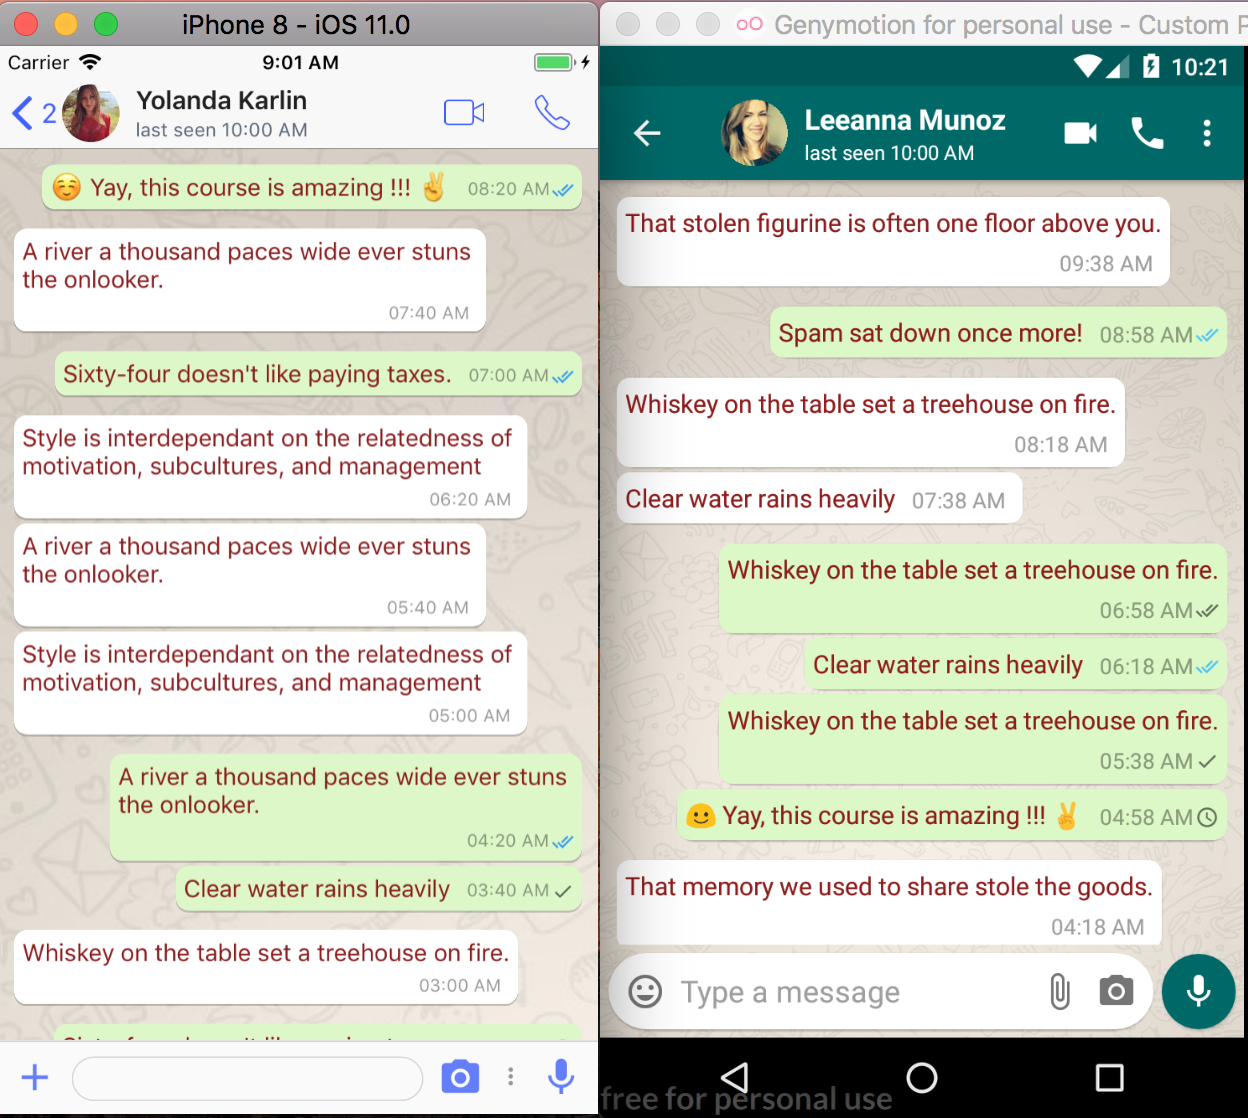 iPhone 8 - iOS 11.0
Carrier 9:01 AM
2 Yolanda Karlin
last seen 10:00 AM
☺️ Yay, this course is amazing !!! ✌️ 08:20 AM
A river a thousand paces wide ever stuns
the onlooker.
07:40 AM
Sixty-four doesn't like paying taxes. 07:00 AM
Style is interdependant on the relatedness of
motivation, subcultures, and management
06:20 AM
A river a thousand paces wide ever stuns
the onlooker.
05:40 AM
Style is interdependant on the relatedness of
motivation, subcultures, and management
05:00 AM
A river a thousand paces wide ever stuns
the onlooker.
04:20 AM
Clear water rains heavily 03:40 AM
Whiskey on the table set a treehouse on fire.
03:00 AM
Genymotion for personal use - Custom P
10:21
Leeanna Munoz
last seen 10:00 AM
That stolen figurine is often one floor above you.
09:38 AM
Spam sat down once more! 08:58 AM
Whiskey on the table set a treehouse on fire.
08:18 AM
Clear water rains heavily 07:38 AM
Whiskey on the table set a treehouse on fire.
06:58 AM
Clear water rains heavily 06:18 AM
Whiskey on the table set a treehouse on fire.
05:38 AM
🙂 Yay, this course is amazing !!! ✌️ 04:58 AM
That memory we used to share stole the goods.
04:18 AM
Type a message
free for personal use